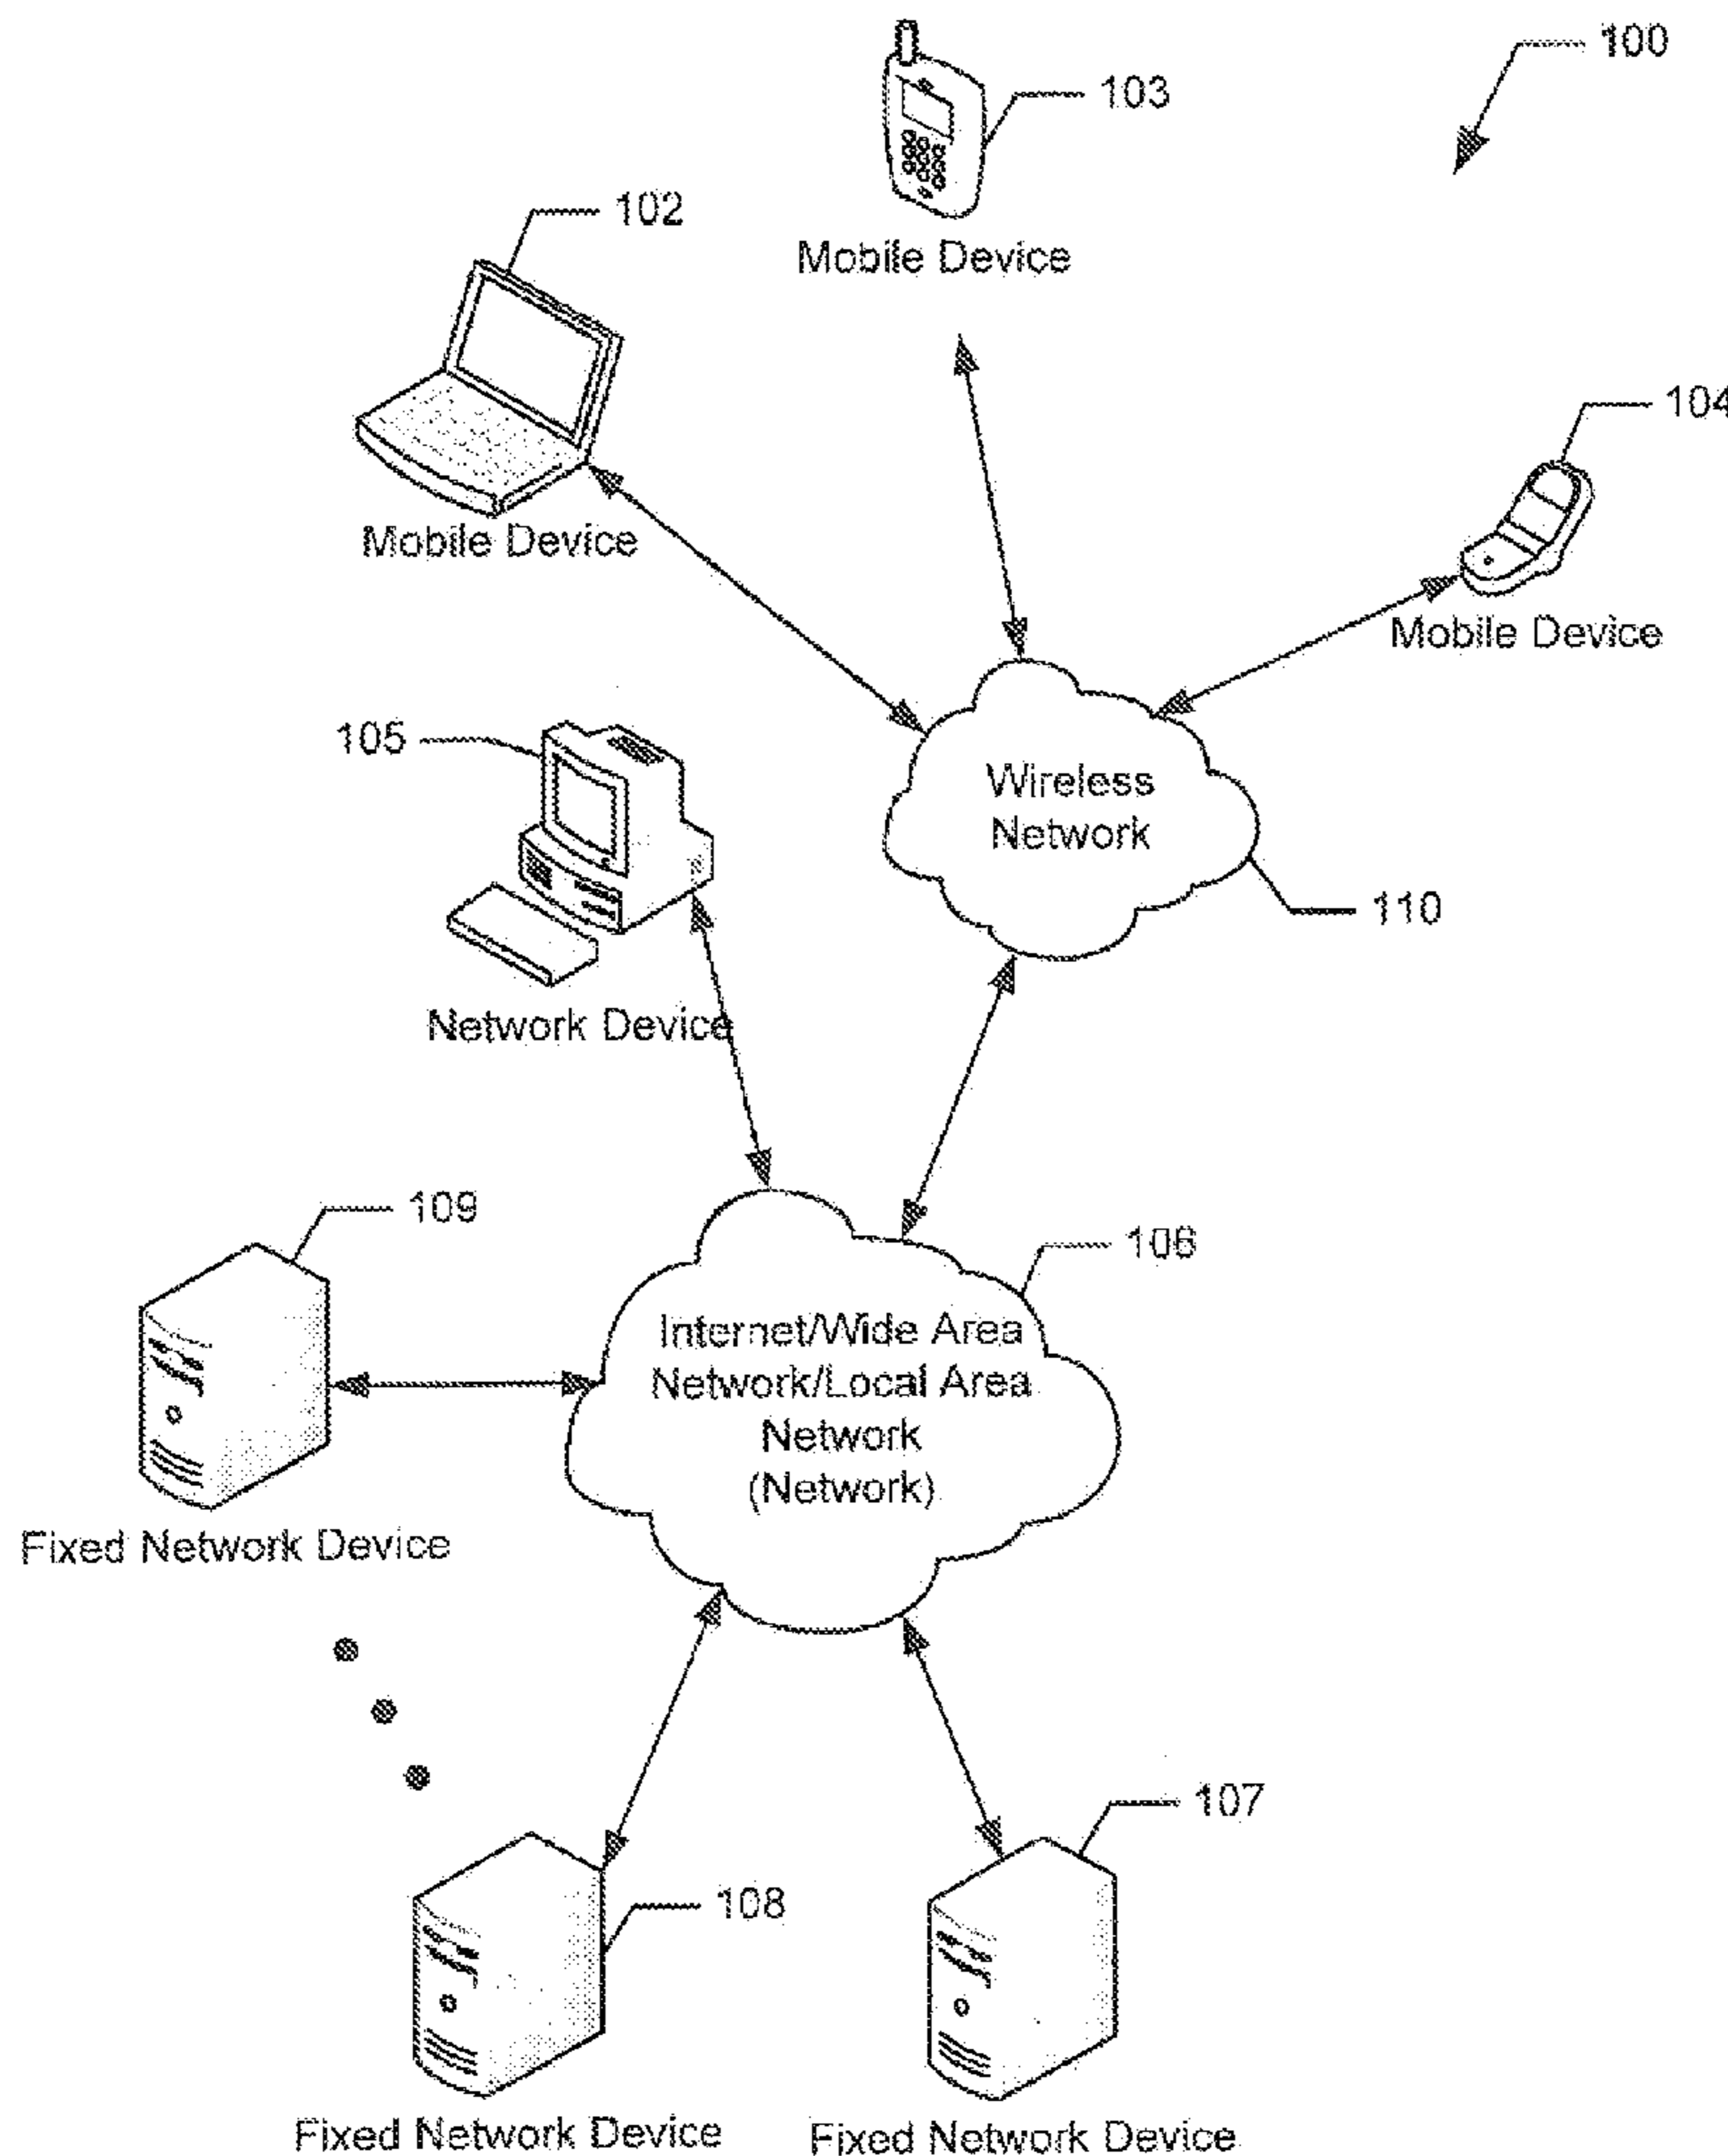 100
103
Mobile Device
102
Mobile Device
104
Mobile Device
105
Wireless
Network
110
Network Device
109
106
Internet/Wide Area
Network/Local Area
Network
(Network)
Fixed Network Device
107
108
Fixed Network Device
Fixed Network Device